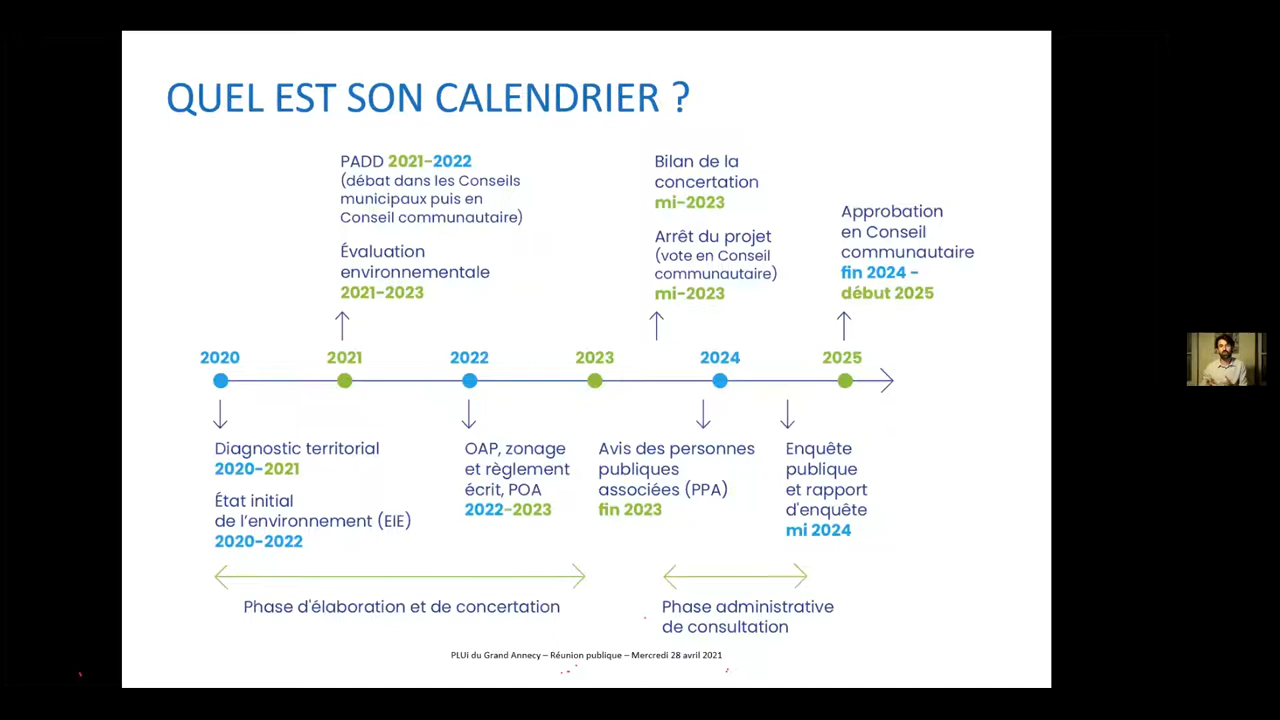 QUEL EST SON CALENDRIER ?
PADD 2021-2022
(débat dans les Conseils
municipaux puis en
Conseil communautaire)
Évaluation
environnementale
2021-2023
Bilan de la
concertation
mi-2023
Arrêt du projet
(vote en Conseil
communautaire)
mi-2023
Approbation
en Conseil
communautaire
fin 2024 -
début 2025
2020
2021
2022
2023
2024
2025
Diagnostic territorial
2020-2021
État initial
de l'environnement (EIE)
2020-2022
OAP, zonage
et règlement
écrit, POA
2022-2023
Avis des personnes
publiques
associées (PPA)
fin 2023
Enquête
publique
et rapport
d'enquête
mi 2024
Phase d'élaboration et de concertation
Phase administrative
de consultation
PLUi du Grand Annecy – Réunion publique – Mercredi 28 avril 2021